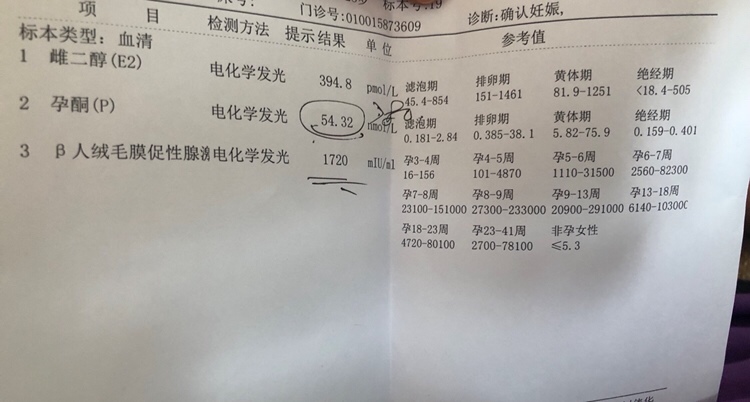 门诊号:010015873609 标本号:19 诊断:确认妊娠,
项 目 检测方法 提示 结果 单 位 参考值
标本类型: 血清
1 雌二醇(E2) 电化学发光 394.8 pmol/L 滤泡期 排卵期 黄体期 绝经期
45.4-854 151-1461 81.9-1251 <18.4-505
2 孕酮(P) 电化学发光 54.32 nmol/L 滤泡期 排卵期 黄体期 绝经期
0.181-2.84 0.385-38.1 5.82-75.9 0.159-0.401
3 β人绒毛膜促性腺激 电化学发光 1720 mIU/ml 孕3-4周 孕4-5周 孕5-6周 孕6-7周
16-156 101-4870 1110-31500 2560-82300
孕7-8周 孕8-9周 孕9-13周 孕13-18周
23100-151000 27300-233000 20900-291000 6140-103000
孕18-23周 孕23-41周 非孕女性
4720-80100 2700-78100 ≤5.3